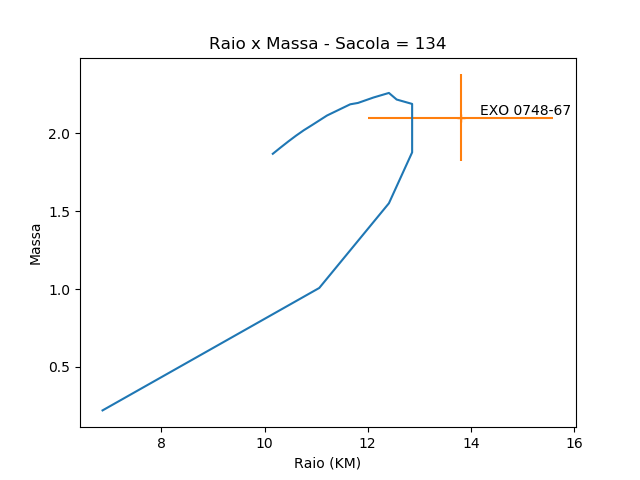 Raio x Massa - Sacola = 134
EXO 0748-67
2.0
1.5
1.0
0.5
Massa
8 10 12 14 16
Raio (KM)